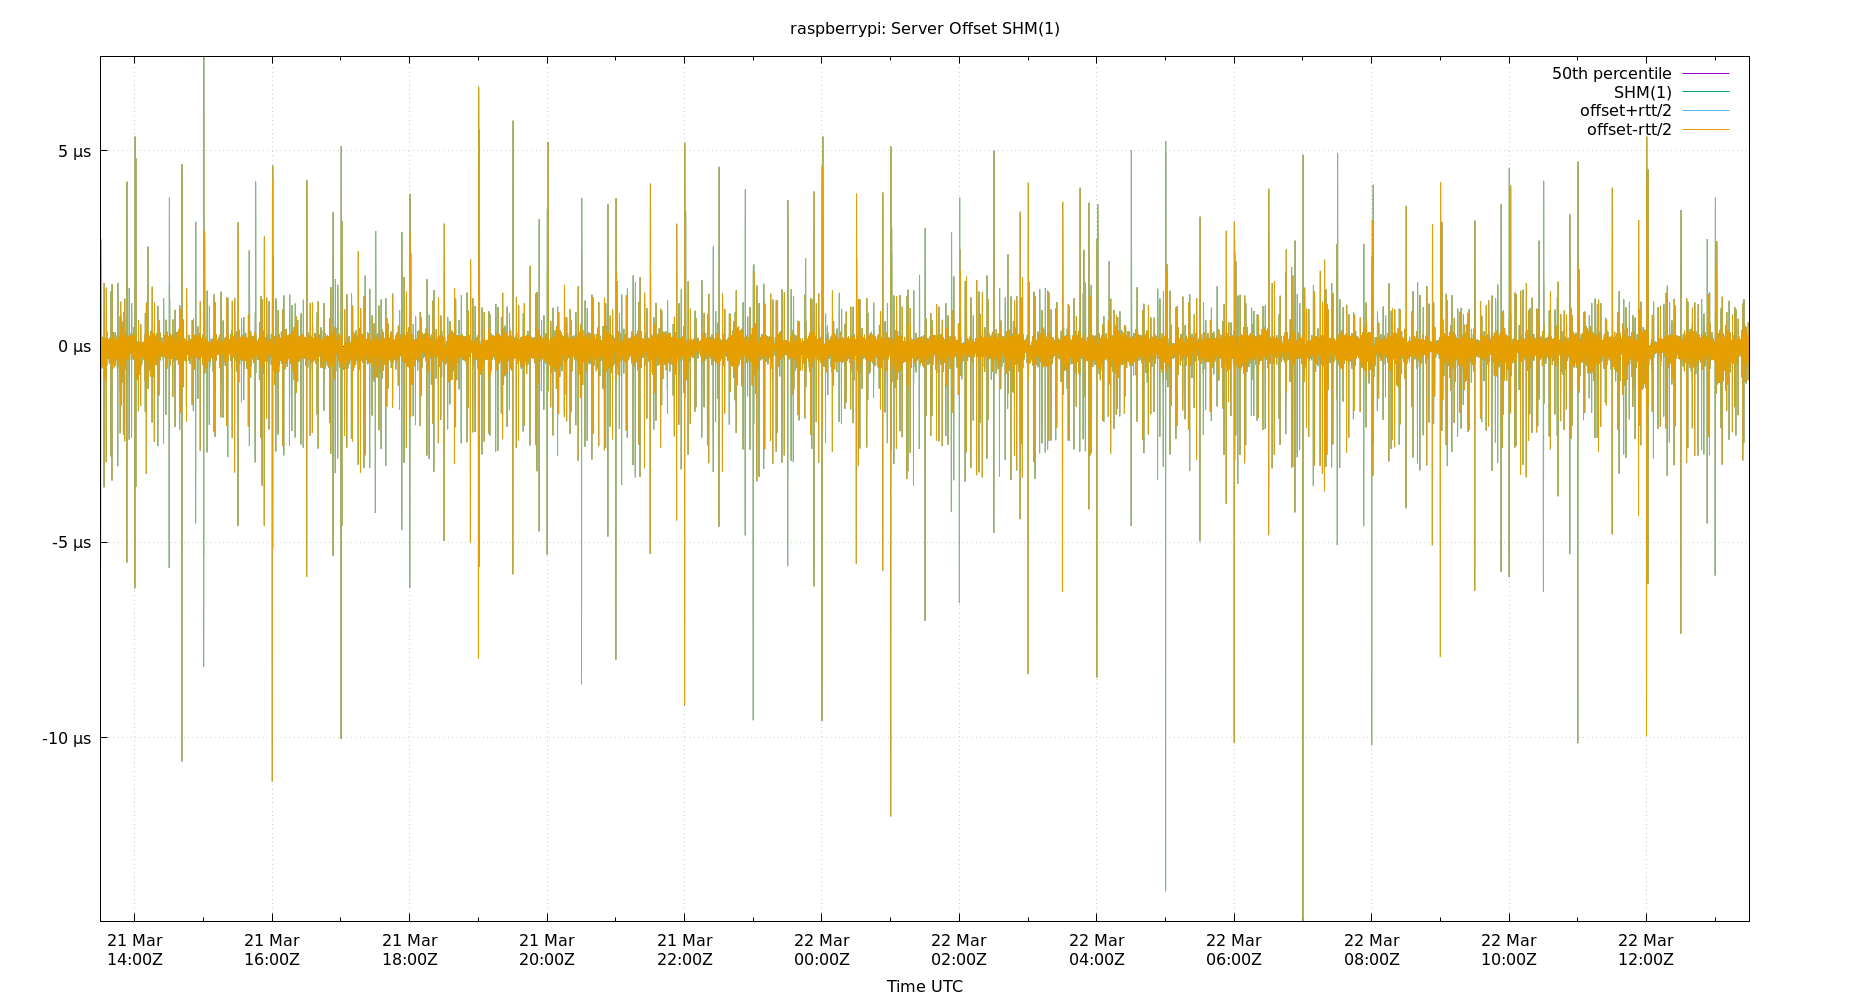 raspberrypi: Server Offset SHM(1)
50th percentile
SHM(1)
offset+rtt/2
offset-rtt/2
5 µs
0 µs
-5 µs
-10 µs
21 Mar 21 Mar 21 Mar 21 Mar 21 Mar 22 Mar 22 Mar 22 Mar 22 Mar 22 Mar 22 Mar 22 Mar
14:00Z 16:00Z 18:00Z 20:00Z 22:00Z 00:00Z 02:00Z 04:00Z 06:00Z 08:00Z 10:00Z 12:00Z
Time UTC